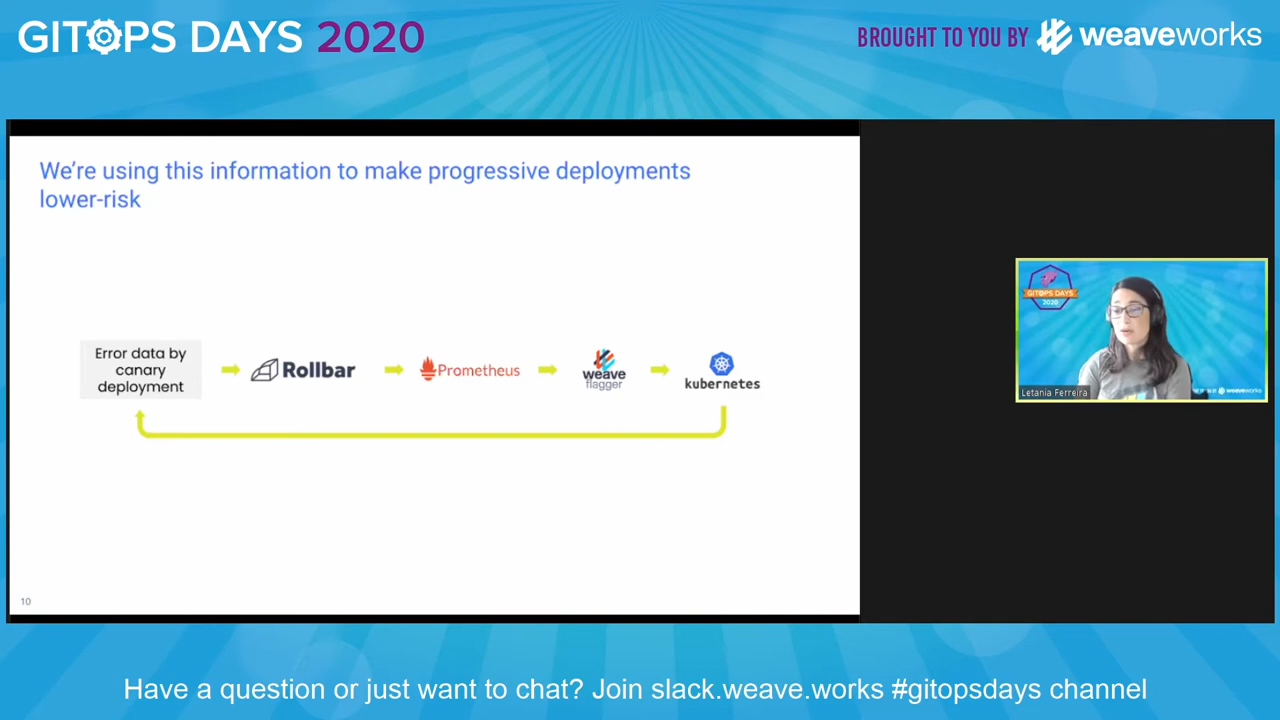 GITOPS DAYS 2020
BROUGHT TO YOU BY weaveworks
We're using this information to make progressive deployments
lower-risk
Error data by
canary
deployment
Rollbar
Prometheus
weave
flagger
kubernetes
10
GITOPS DAYS
2020
Letania Ferreira
weaveworks
Have a question or just want to chat? Join slack.weave.works #gitopsdays channel